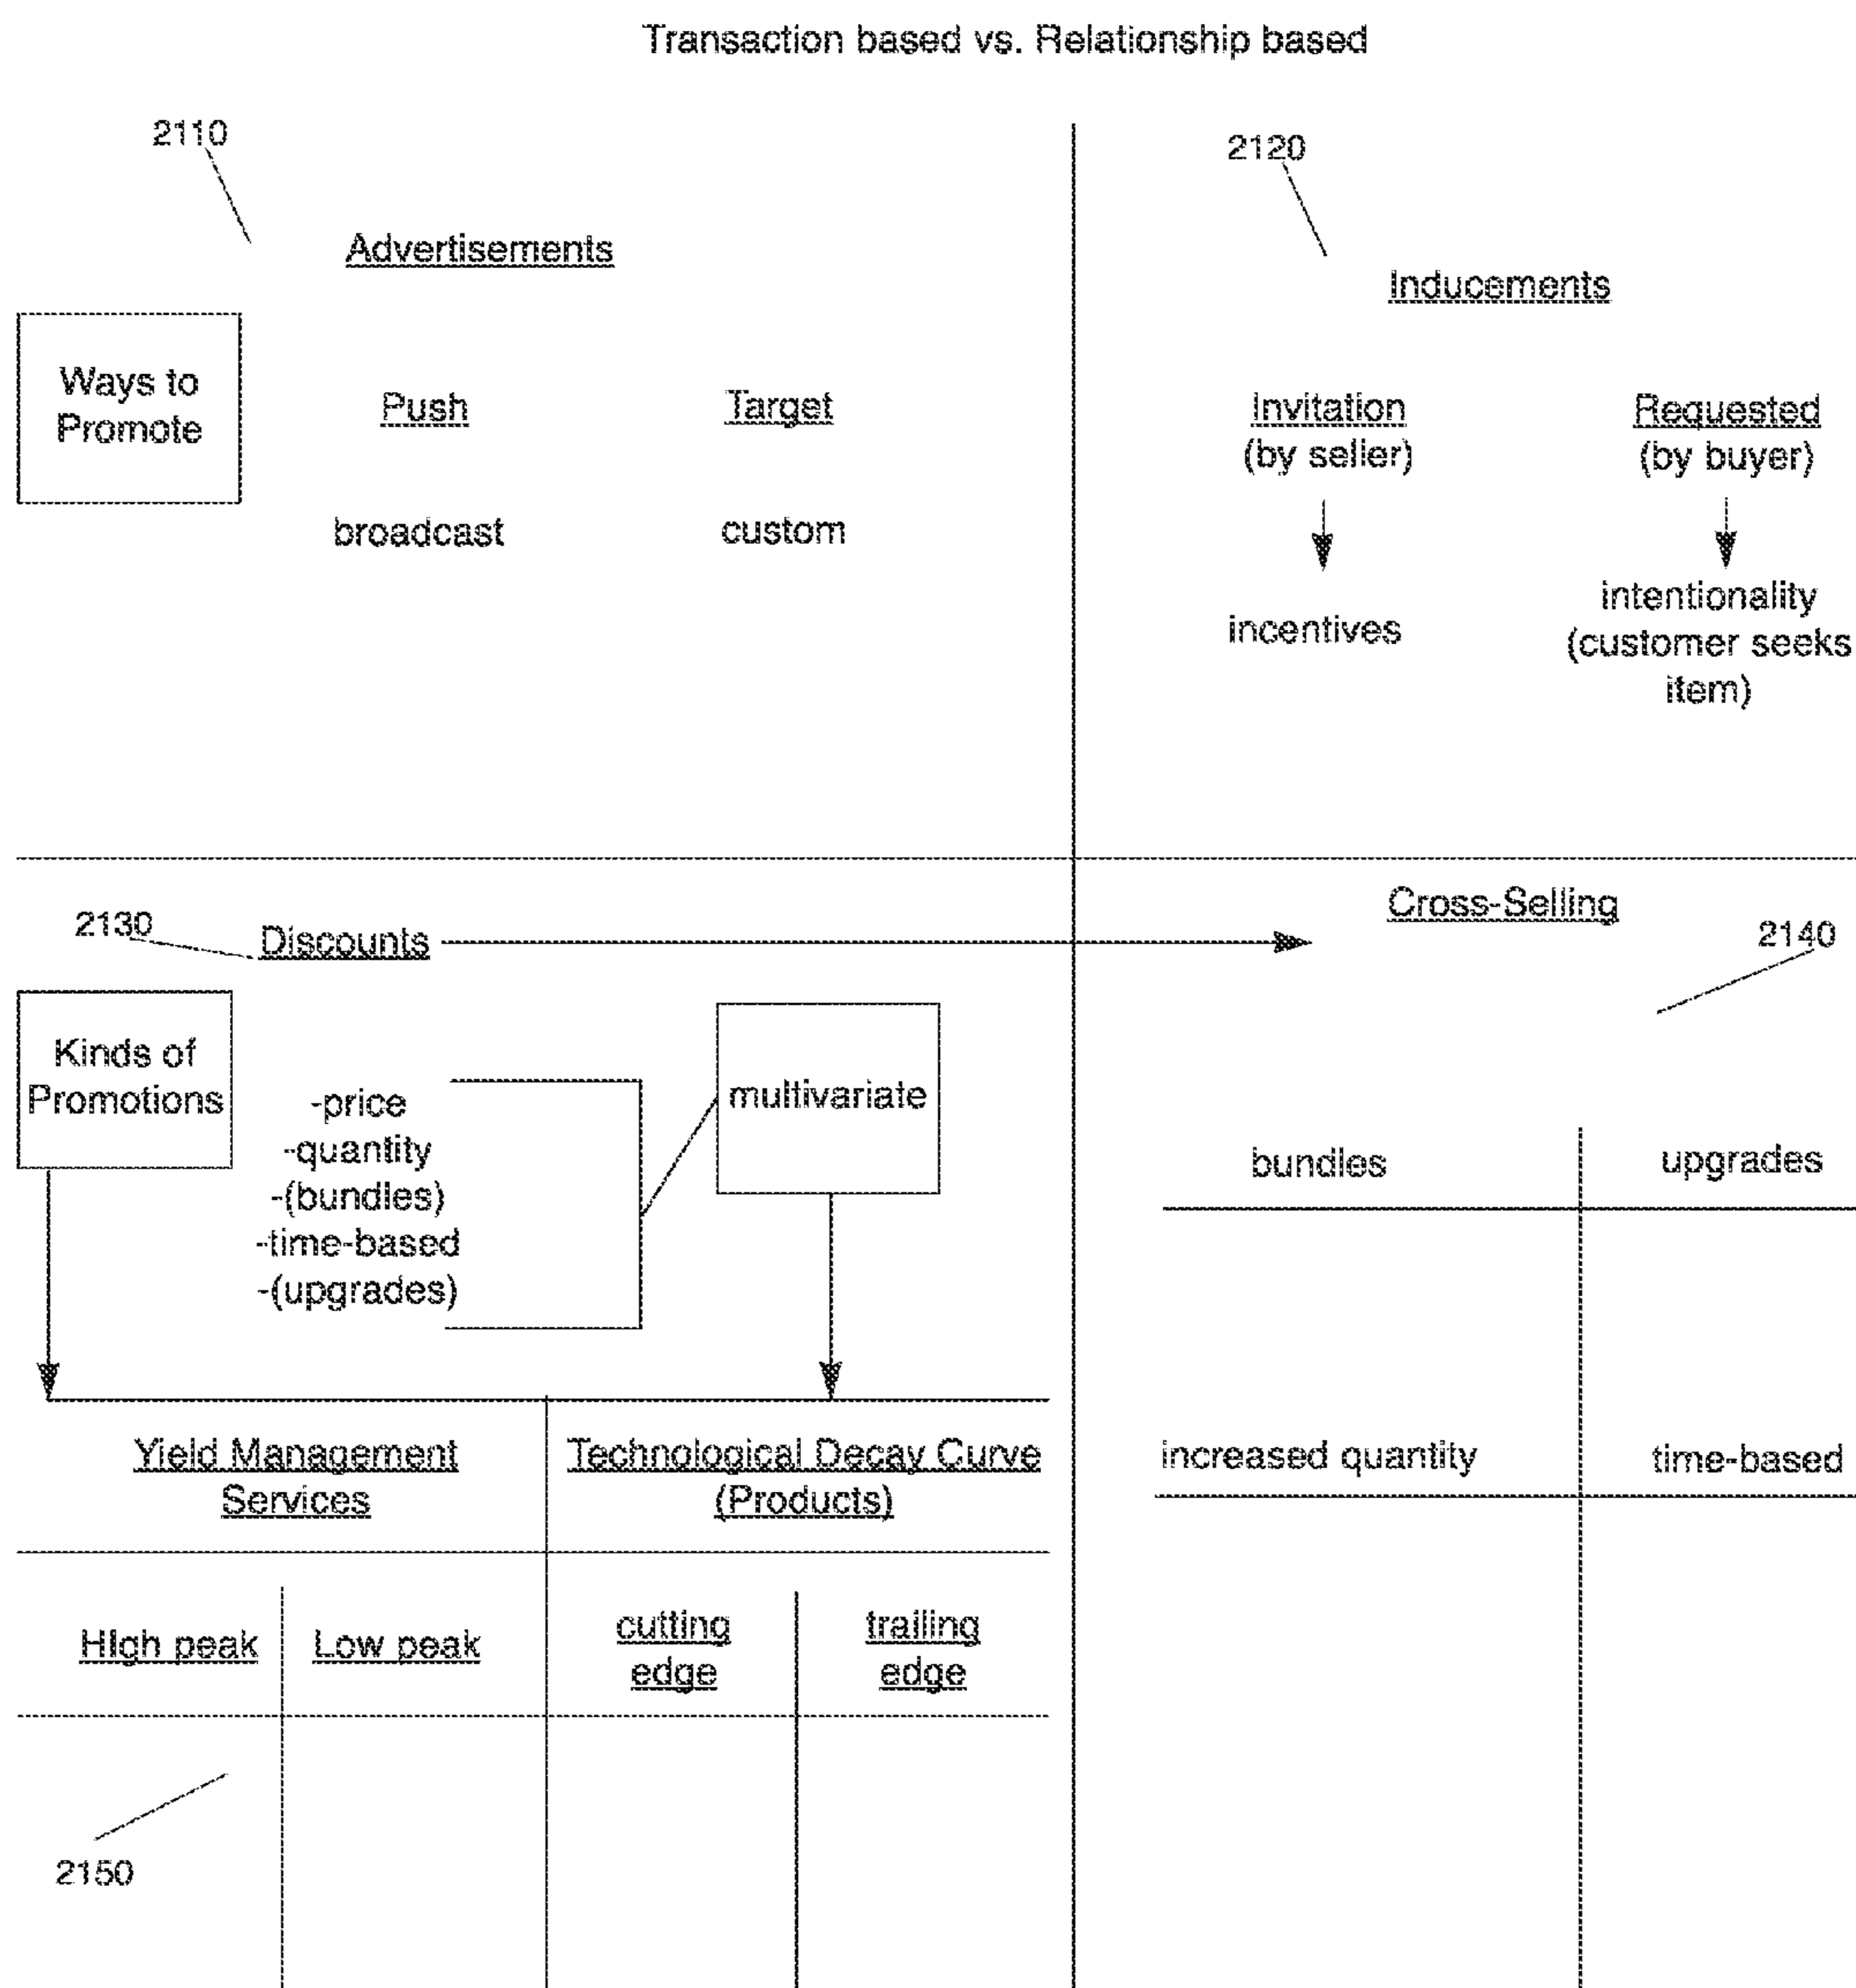 Transaction based vs. Relationship based
2110
Advertisements
Ways to
Promote
Push
Target
broadcast
custom
2120
Inducements
Invitation
(by seller)
incentives
Requested
(by buyer)
intentionality
(customer seeks
item)
2130
Discounts
Kinds of
Promotions
-price
-quantity
-(bundles)
-time-based
-(upgrades)
multivariate
Cross-Selling
2140
bundles
upgrades
increased quantity
time-based
Yield Management
Services
Technological Decay Curve
(Products)
HIgh peak
Low peak
cutting
edge
trailing
edge
2150